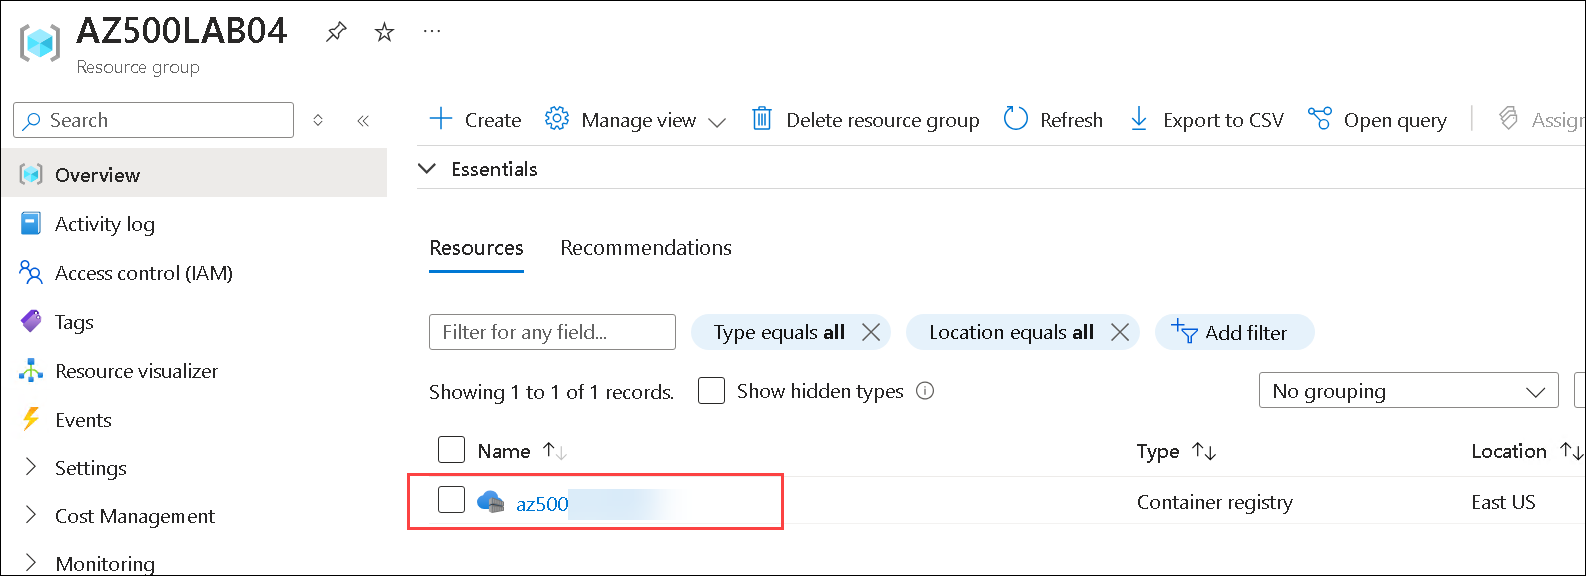 AZ500LAB04
Resource group
Search
Create Manage view Delete resource group Refresh Export to CSV Open query
Essentials
Overview
Activity log
Access control (IAM)
Tags
Resource visualizer
Events
Settings
Cost Management
Monitoring
Resources Recommendations
Filter for any field... Type equals all Location equals all Add filter
Showing 1 to 1 of 1 records. Show hidden types No grouping
Name Type Location
az500 Container registry East US